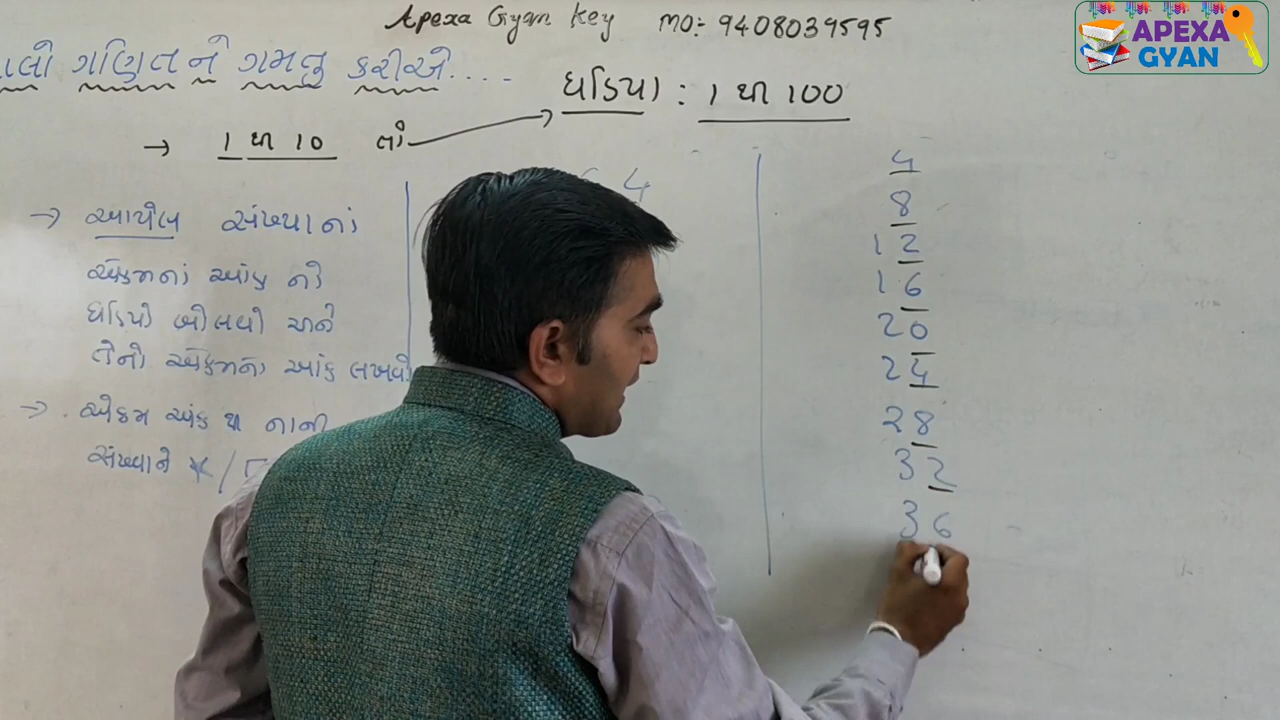 Apexa Gyan Key MO: 9408039595
APEXA
GYAN
ગણિતને ગમતુ કરીએ....
ઘડિયા : 1 થી 100
→ 1 થી 10 તો
→ આપેલ સંખ્યાનાં
એકમનાં આંક નો
ઘડિયો બોલવો અને
તેનો એકમનો આંક લખવો
→ . એકમ અંક થી નાની
સંખ્યાને
4
4
8
12
16
20
24
28
32
36